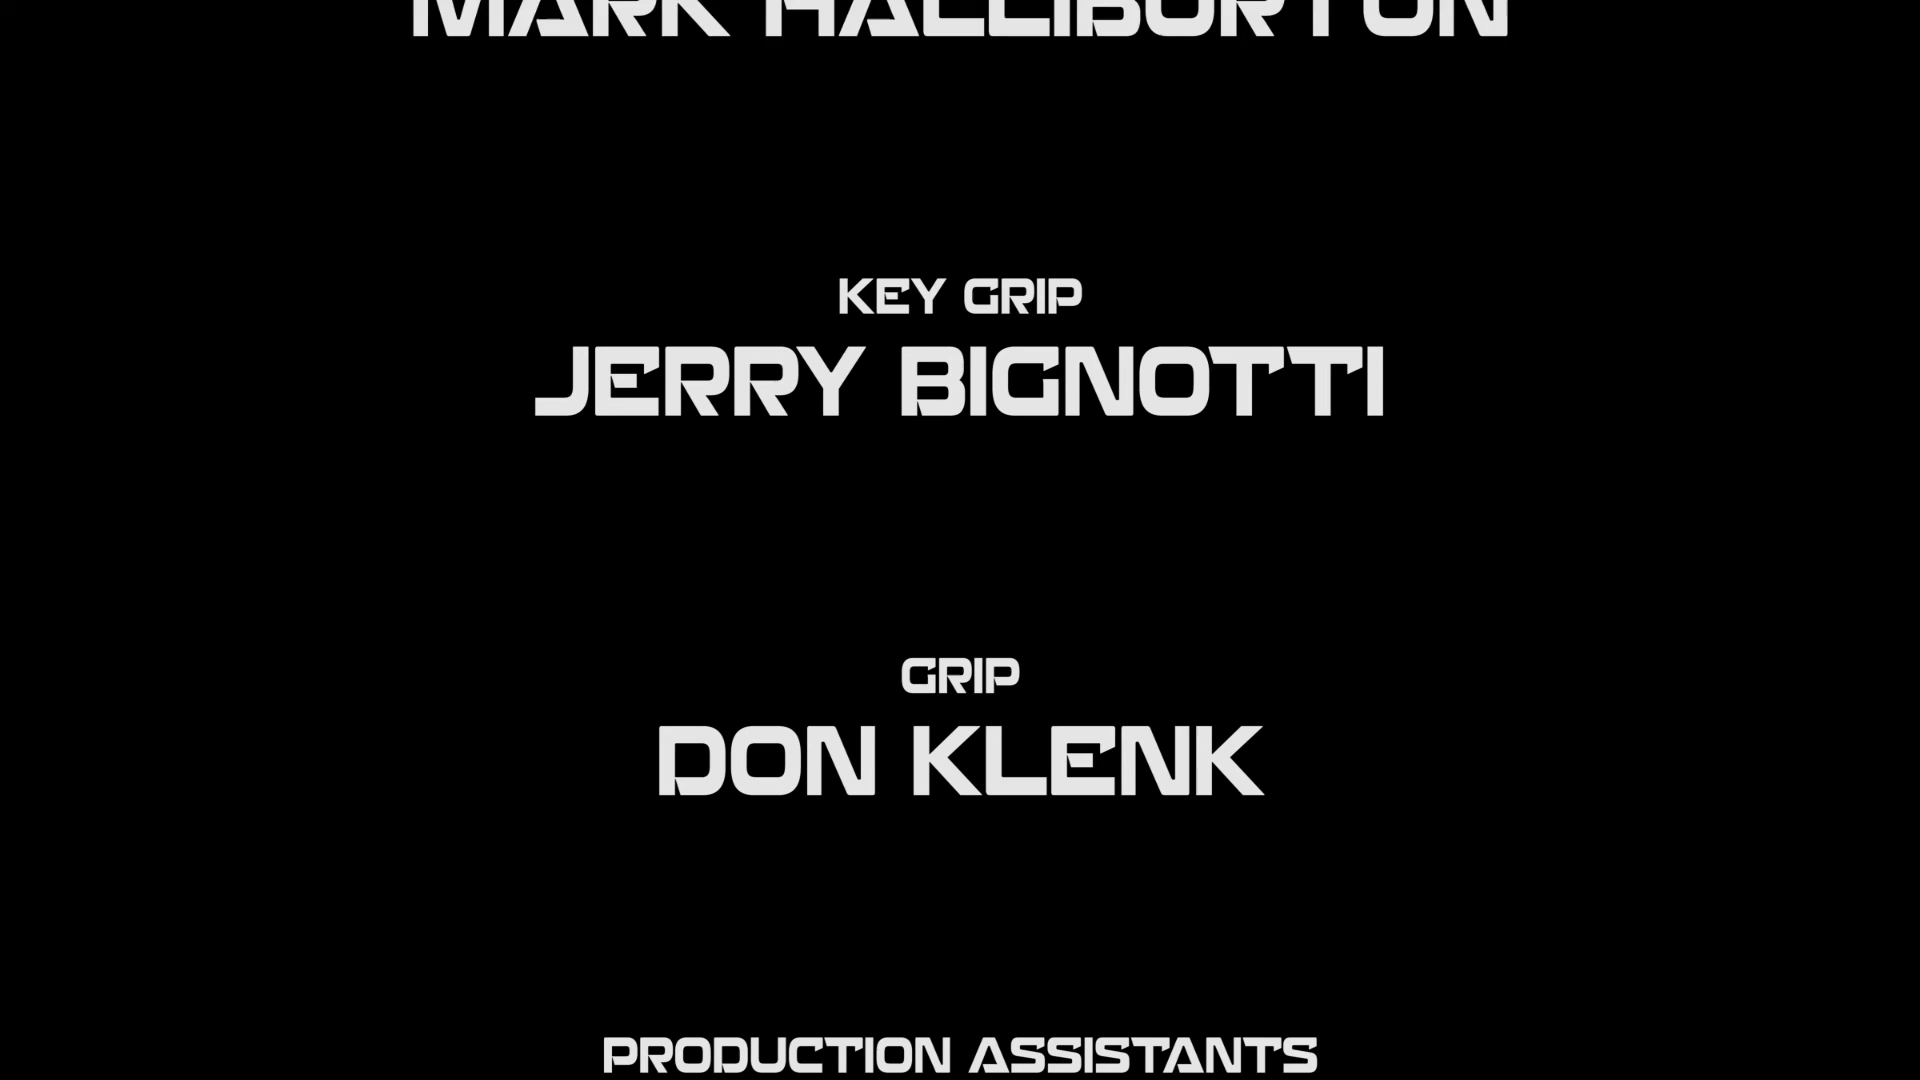 MARK HALLIBURTON
KEY GRIP
JERRY BIGNOTTI
GRIP
DON KLENK
PRODUCTION ASSISTANTS